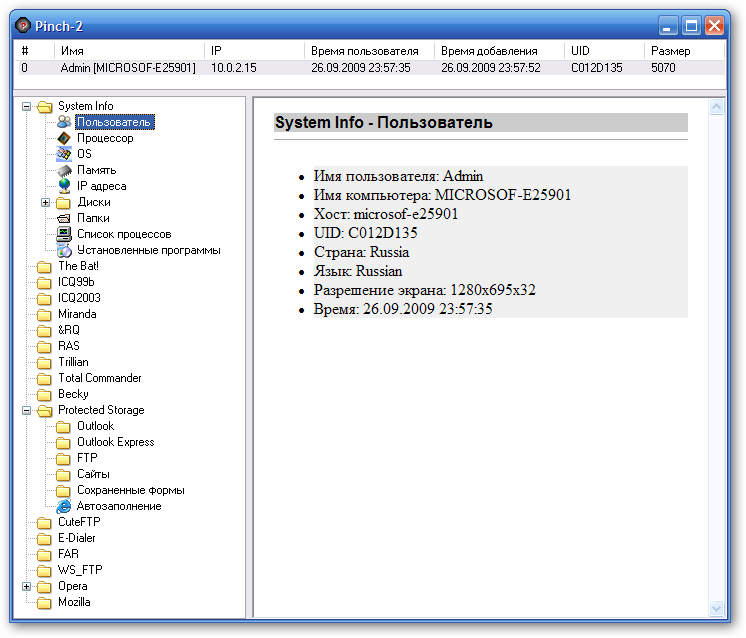 Pinch-2
# Имя IP Время пользователя Время добавления UID Размер
0 Admin [MICROSOF-E25901] 10.0.2.15 26.09.2009 23:57:35 26.09.2009 23:57:52 C012D135 5070
System Info
Пользователь
Процессор
OS
Память
IP адреса
Диски
Папки
Список процессов
Установленные программы
The Bat!
ICQ99b
ICQ2003
Miranda
&RQ
RAS
Trillian
Total Commander
Becky
Protected Storage
Outlook
Outlook Express
FTP
Сайты
Сохраненные формы
Автозаполнение
CuteFTP
E-Dialer
FAR
WS_FTP
Opera
Mozilla
System Info - Пользователь
Имя пользователя: Admin
Имя компьютера: MICROSOF-E25901
Хост: microsof-e25901
UID: C012D135
Страна: Russia
Язык: Russian
Разрешение экрана: 1280x695x32
Время: 26.09.2009 23:57:35